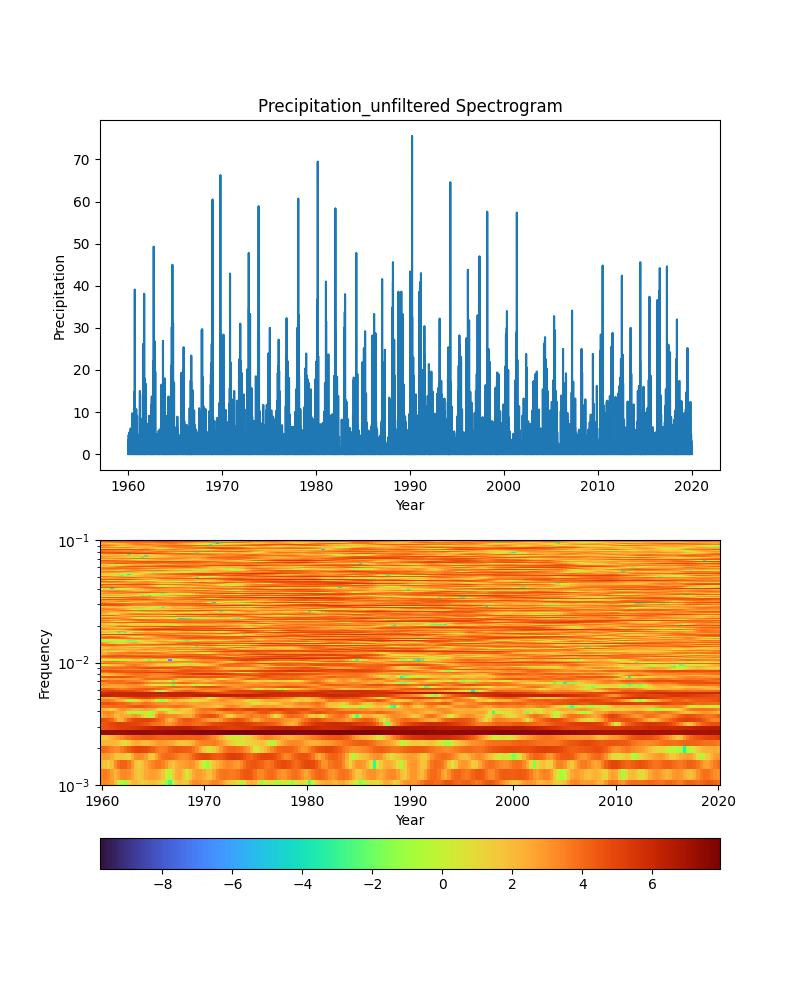 Precipitation_unfiltered Spectrogram
70
60
50
40
30
20
10
0
Precipitation
1960 1970 1980 1990 2000 2010 2020
Year
10⁻¹
10⁻²
10⁻³
Frequency
1960 1970 1980 1990 2000 2010 2020
Year
−8 −6 −4 −2 0 2 4 6